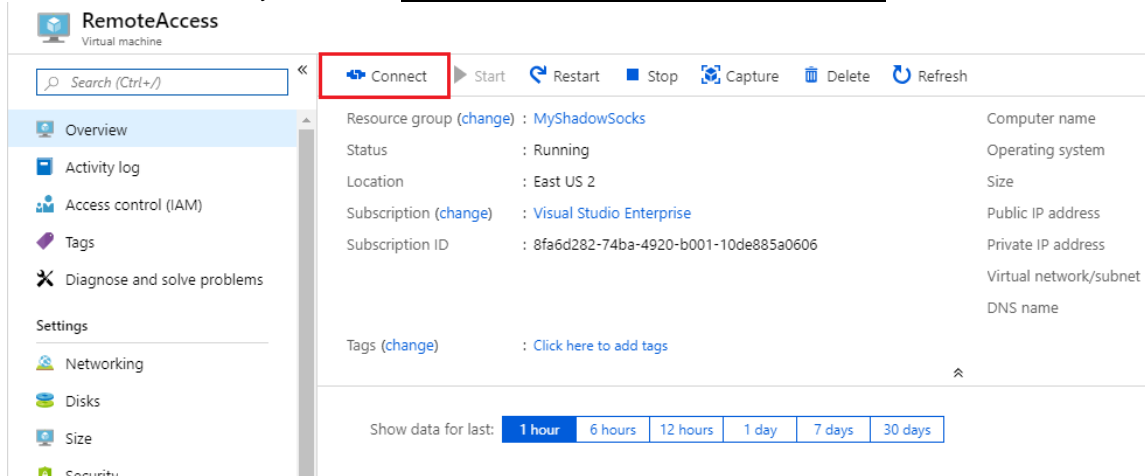 RemoteAccess
Virtual machine
Search (Ctrl+/)
«
Connect Start Restart Stop Capture Delete Refresh
Overview
Activity log
Access control (IAM)
Tags
Diagnose and solve problems
Settings
Networking
Disks
Size
Security
Resource group (change) : MyShadowSocks
Status : Running
Location : East US 2
Subscription (change) : Visual Studio Enterprise
Subscription ID : 8fa6d282-74ba-4920-b001-10de885a0606
Tags (change) : Click here to add tags
Computer name
Operating system
Size
Public IP address
Private IP address
Virtual network/subnet
DNS name
Show data for last: 1 hour 6 hours 12 hours 1 day 7 days 30 days